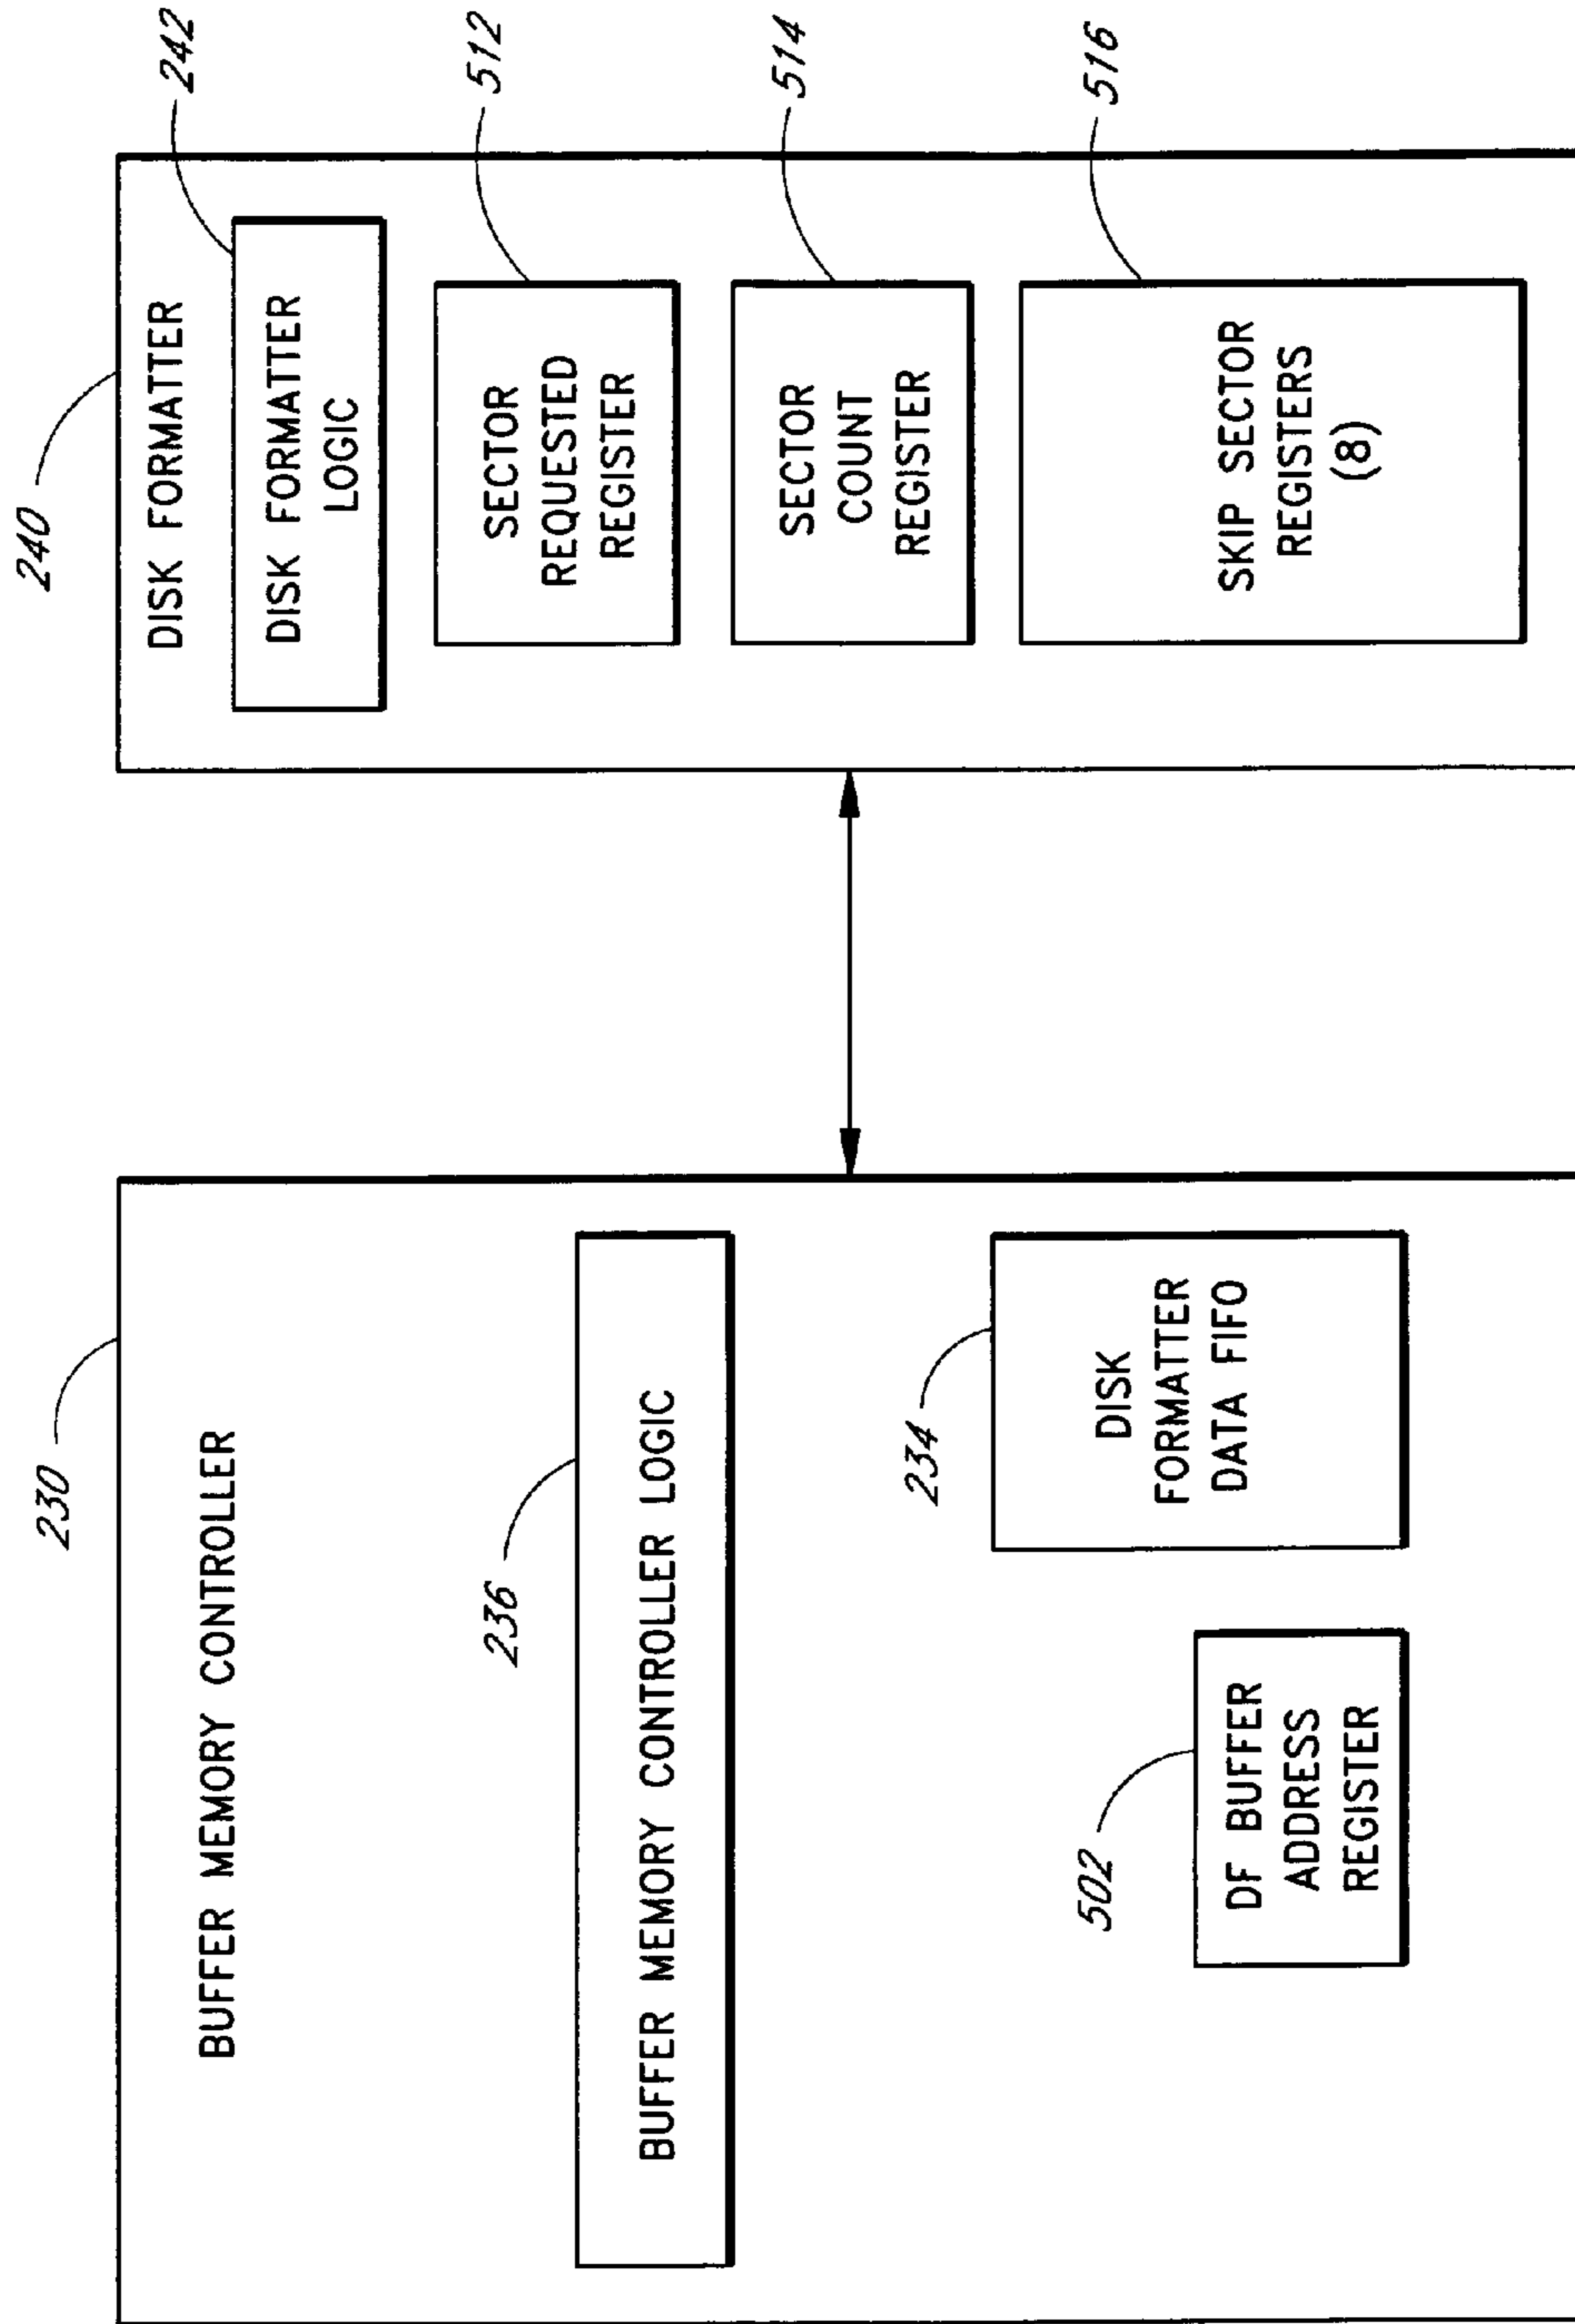 230
BUFFER MEMORY CONTROLLER
236
BUFFER MEMORY CONTROLLER LOGIC
502
DF BUFFER
ADDRESS
REGISTER
234
DISK
FORMATTER
DATA FIFO
240
DISK FORMATTER
242
DISK FORMATTER
LOGIC
512
SECTOR
REQUESTED
REGISTER
514
SECTOR
COUNT
REGISTER
516
SKIP SECTOR
REGISTERS
(8)